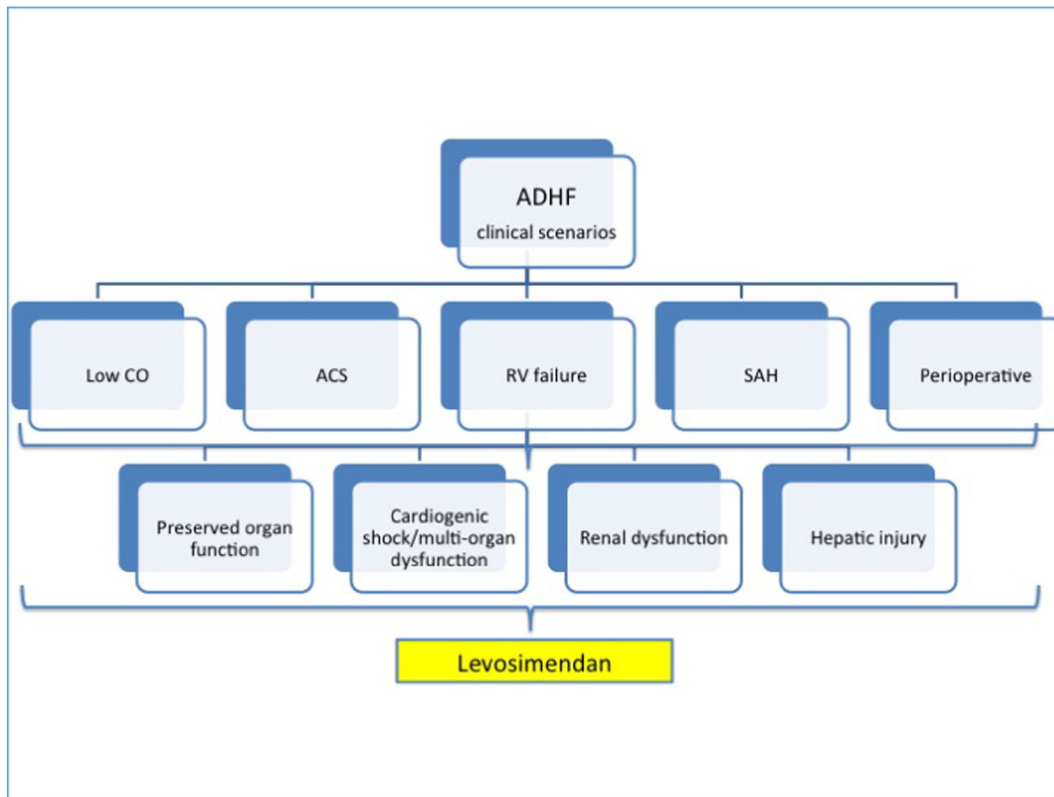 ADHF
clinical scenarios
Low CO
ACS
RV failure
SAH
Perioperative
Preserved organ
function
Cardiogenic
shock/multi-organ
dysfunction
Renal dysfunction
Hepatic injury
Levosimendan